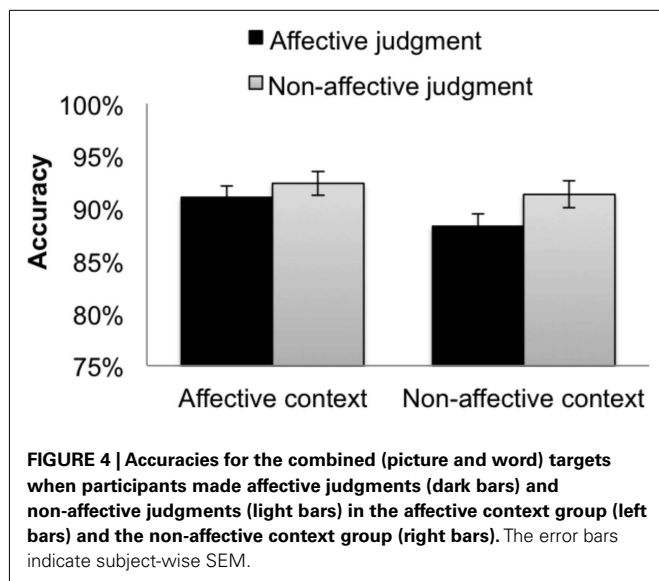 Affective judgment
Non-affective judgment
100%
95%
90%
85%
80%
75%
Accuracy
Affective context
Non-affective context
FIGURE 4 | Accuracies for the combined (picture and word) targets
when participants made affective judgments (dark bars) and
non-affective judgments (light bars) in the affective context group (left
bars) and the non-affective context group (right bars). The error bars
indicate subject-wise SEM.